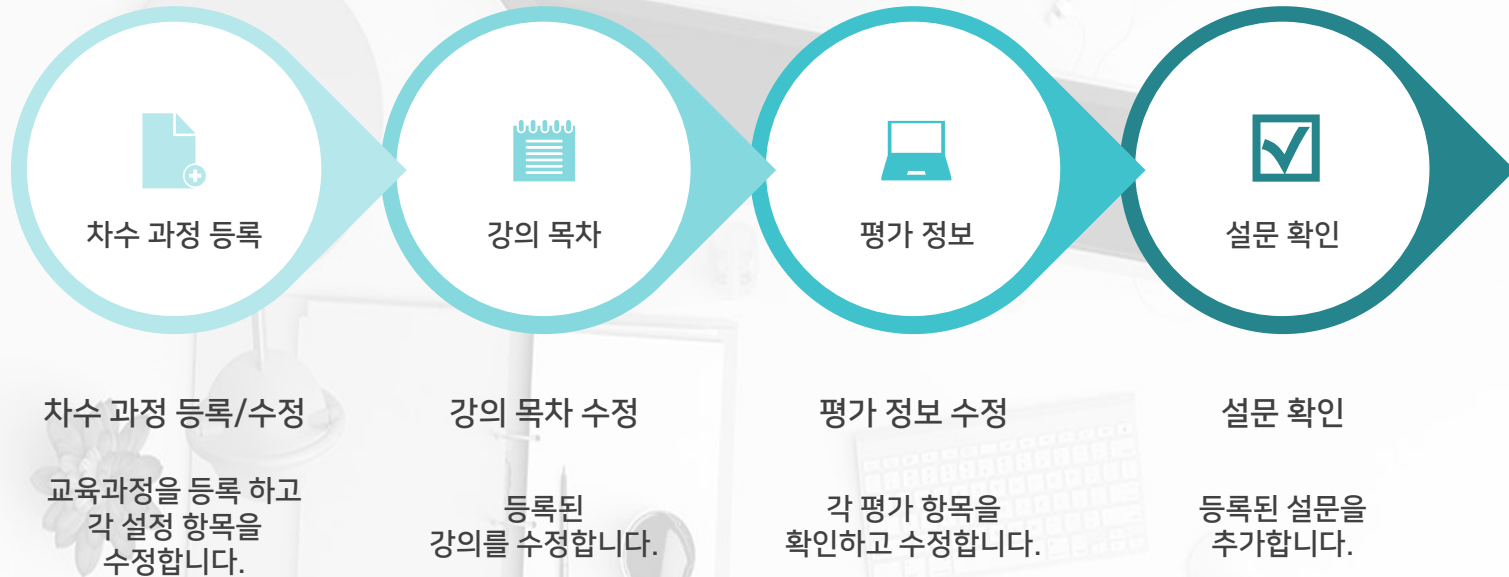 차수 과정 등록
강의 목차
평가 정보
설문 확인
차수 과정 등록/수정
강의 목차 수정
평가 정보 수정
설문 확인
교육과정을 등록 하고
각 설정 항목을
수정합니다.
등록된
강의를 수정합니다.
각 평가 항목을
확인하고 수정합니다.
등록된 설문을
추가합니다.